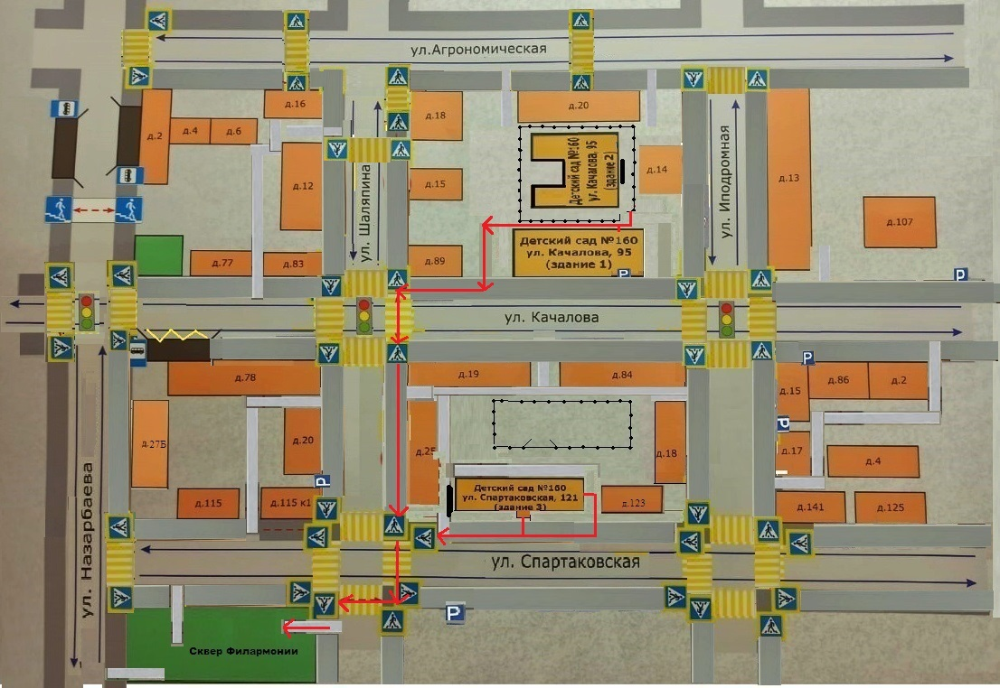 ул.Агрономическая
д.2
д.4
д.6
д.16
д.18
д.20
д.12
д.15
Детский сад №160
ул. Качалова, 95
(здание 2)
д.14
д.13
д.107
ул. Шаляпина
ул. Иподромная
д.77
д.83
д.89
Детский сад №160
ул. Качалова, 95
(здание 1)
P
P
ул. Качалова
д.78
д.19
д.84
P
д.15
д.86
д.2
д.27Б
д.20
д.25
д.18
P
д.17
д.4
P
Детский сад №160
ул. Спартаковская, 121
(здание 3)
д.115
д.115 к1
д.123
д.141
д.125
ул. Назарбаева
ул. Спартаковская
P
Сквер Филармонии